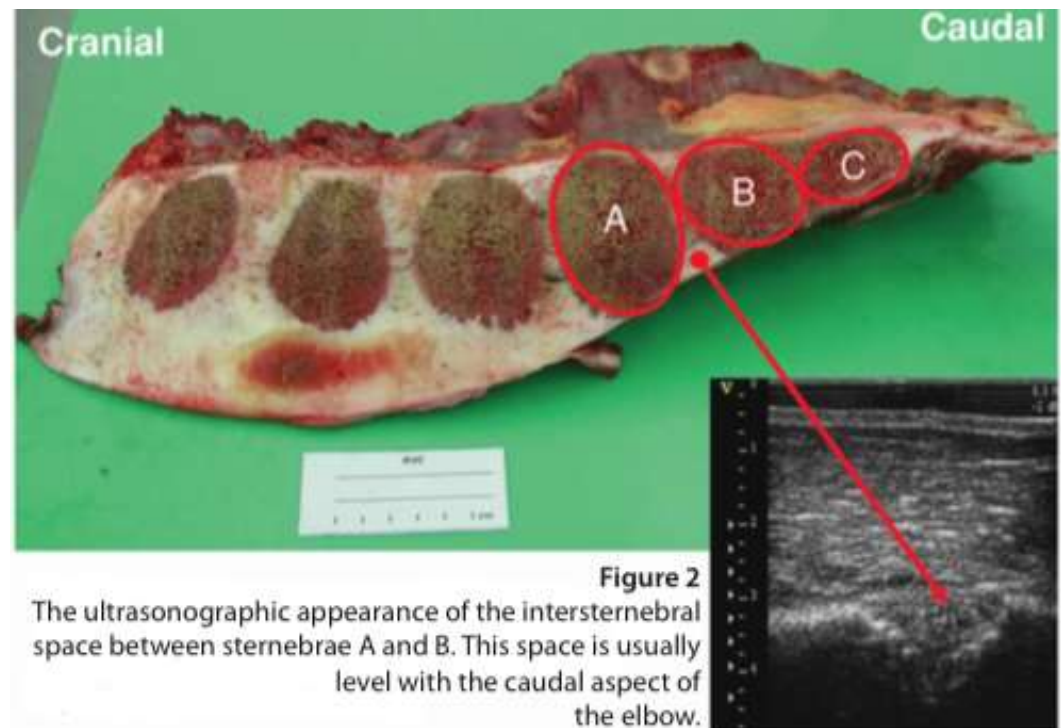 Cranial
Caudal
A
B
C
Figure 2
The ultrasonographic appearance of the intersternebral
space between sternebrae A and B. This space is usually
level with the caudal aspect of
the elbow.
V